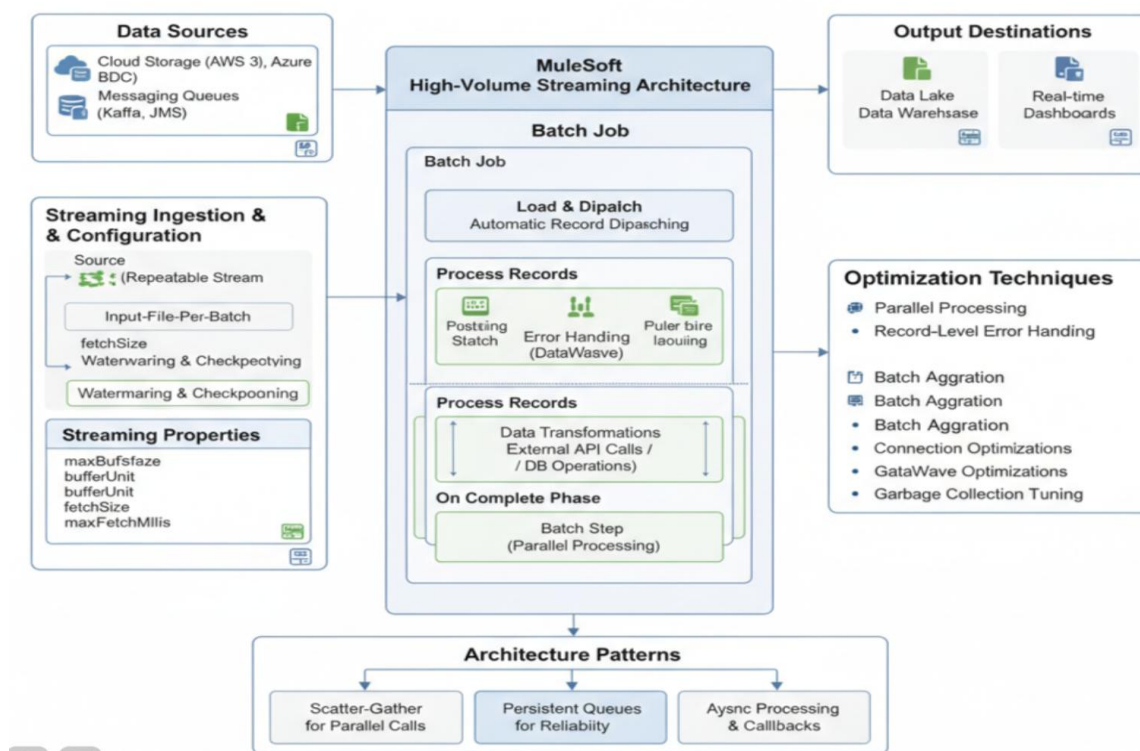 Data Sources
Cloud Storage (AWS 3), Azure
BDC)
Messaging Queues
(Kaffa, JMS)
Streaming Ingestion &
& Configuration
Source
(Repeatable Stream
Input-File-Per-Batch
fetchSize
Waterwaring & Checkpectying
Watermaring & Checkpooning
Streaming Properties
maxBufsfaze
bufferUnit
bufferUnit
fetchSize
maxFetchMllis
MuleSoft
High-Volume Streaming Architecture
Batch Job
Batch Job
Load & Dipalch
Automatic Record Dipasching
Process Records
Postting
Statch
Error Handing
(DataWasve)
Puler bire
laouiing
Process Records
Data Transformations
External API Calls /
/ DB Operations)
On Complete Phase
Batch Step
(Parallel Processing)
Output Destinations
Data Lake
Data Warehsase
Real-time
Dashboards
Optimization Techniques
Parallel Processing
• Record-Level Error Handing
Batch Aggration
Batch Aggration
• Batch Aggration
• Connection Optimizations
• GataWave Optimizations
• Garbage Collection Tuning
Architecture Patterns
Scatter-Gather
for Parallel Calls
Persistent Queues
for Reliabiity
Aysnc Processing
& Callbacks